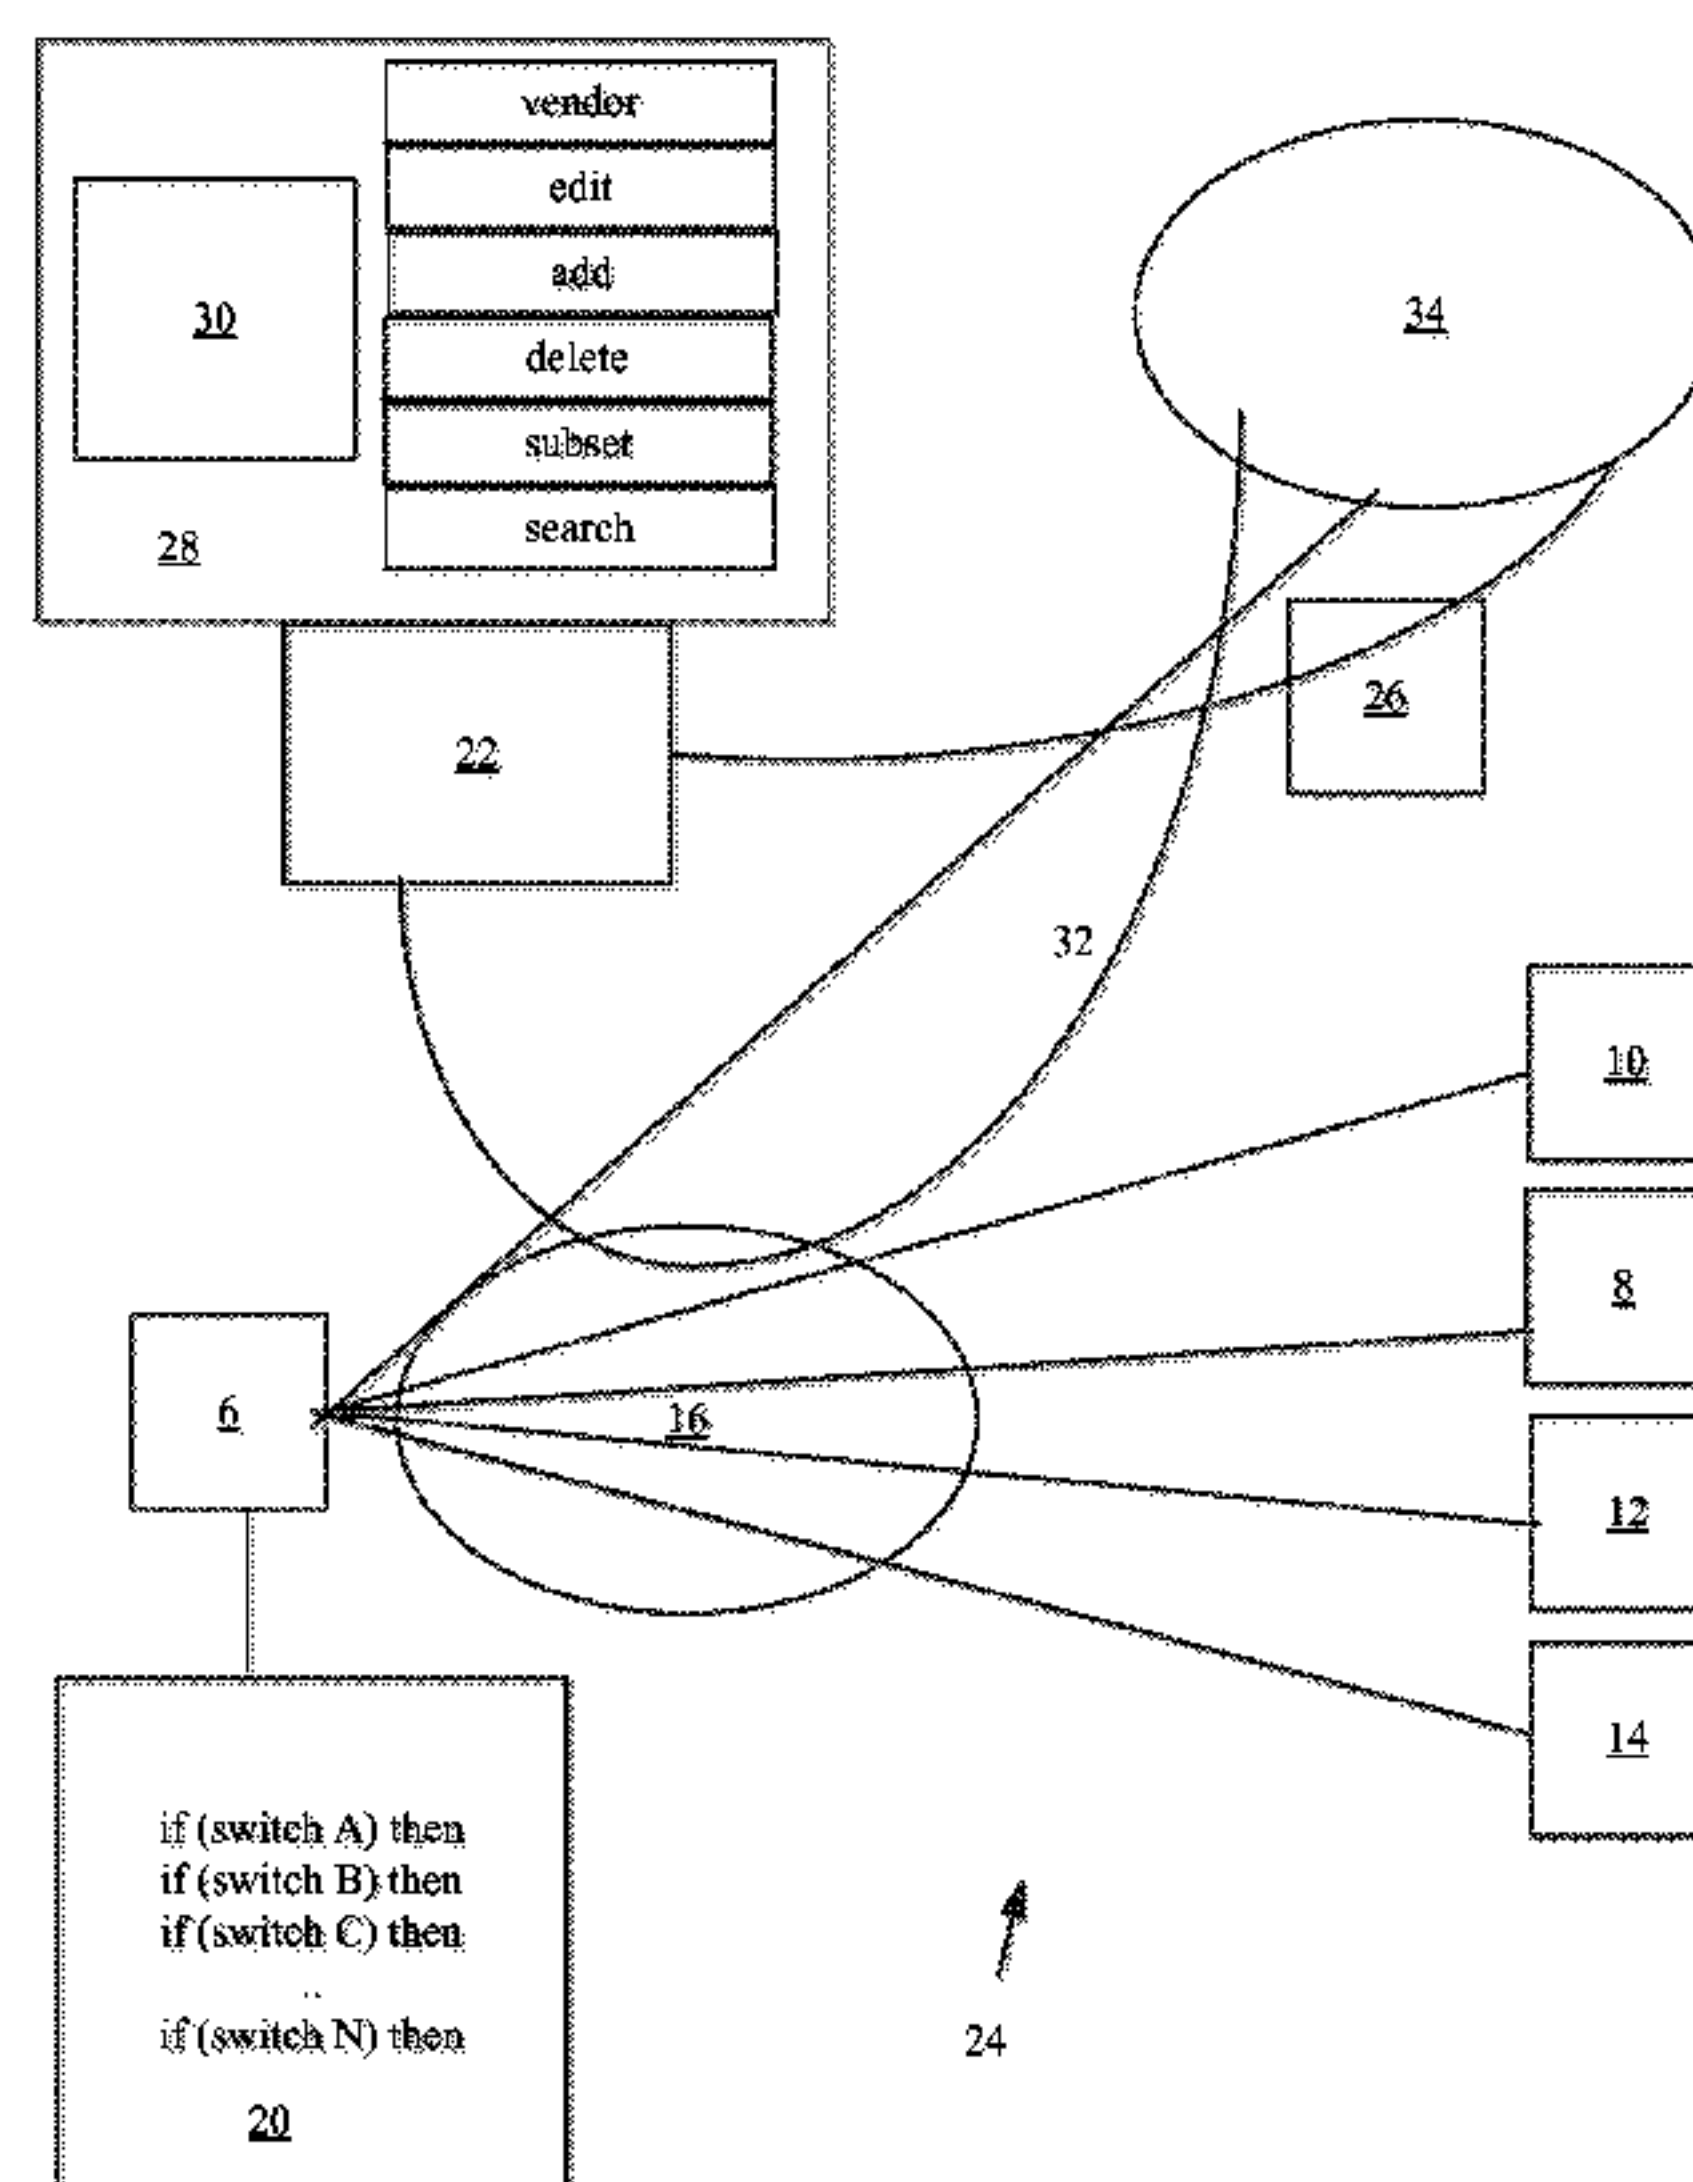 vendor
edit
add
30
delete
subset
search
28
34
22
26
32
10
8
6
16
12
14
if (switch A) then
if (switch B) then
if (switch C) then
..
if (switch N) then
24
20